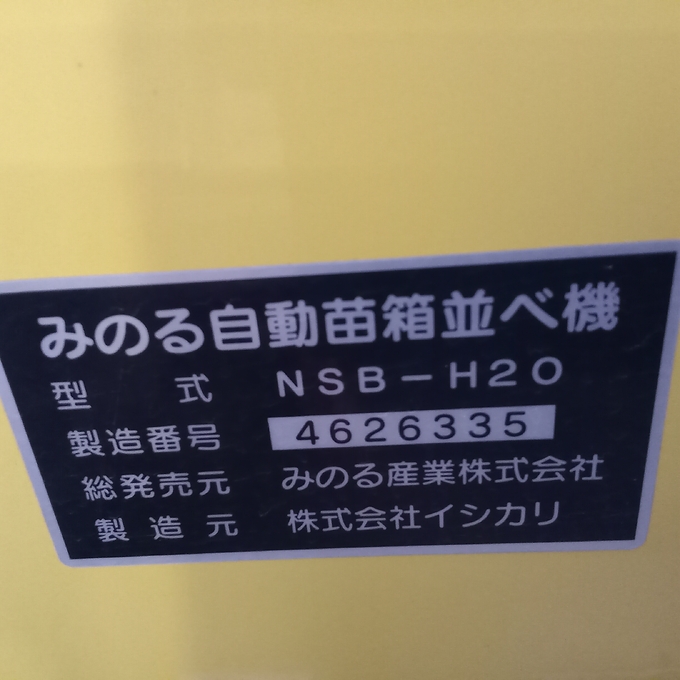 みのる自動苗箱並べ機
型式 NSB-H20
製造番号 4626335
総発売元 みのる産業株式会社
製造元 株式会社イシカリ